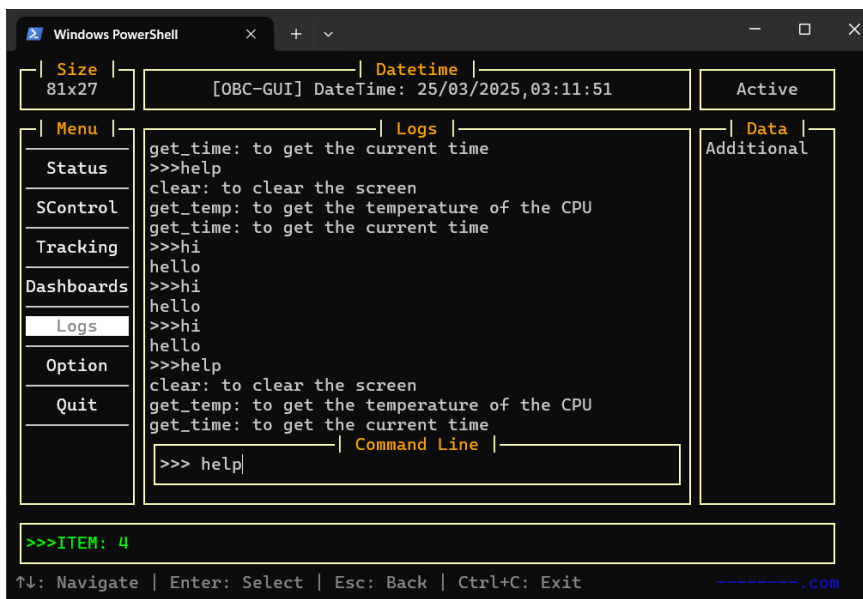 Windows PowerShell
Size
81x27
Datetime
[OBC-GUI] DateTime: 25/03/2025,03:11:51
Active
Menu
Status
SControl
Tracking
Dashboards
Logs
Option
Quit
Logs
get_time: to get the current time
>>>help
clear: to clear the screen
get_temp: to get the temperature of the CPU
get_time: to get the current time
>>>hi
hello
>>>hi
hello
>>>hi
hello
>>>help
clear: to clear the screen
get_temp: to get the temperature of the CPU
get_time: to get the current time
Command Line
>>> help
Data
Additional
>>>ITEM: 4
↑↓: Navigate | Enter: Select | Esc: Back | Ctrl+C: Exit
--------.com